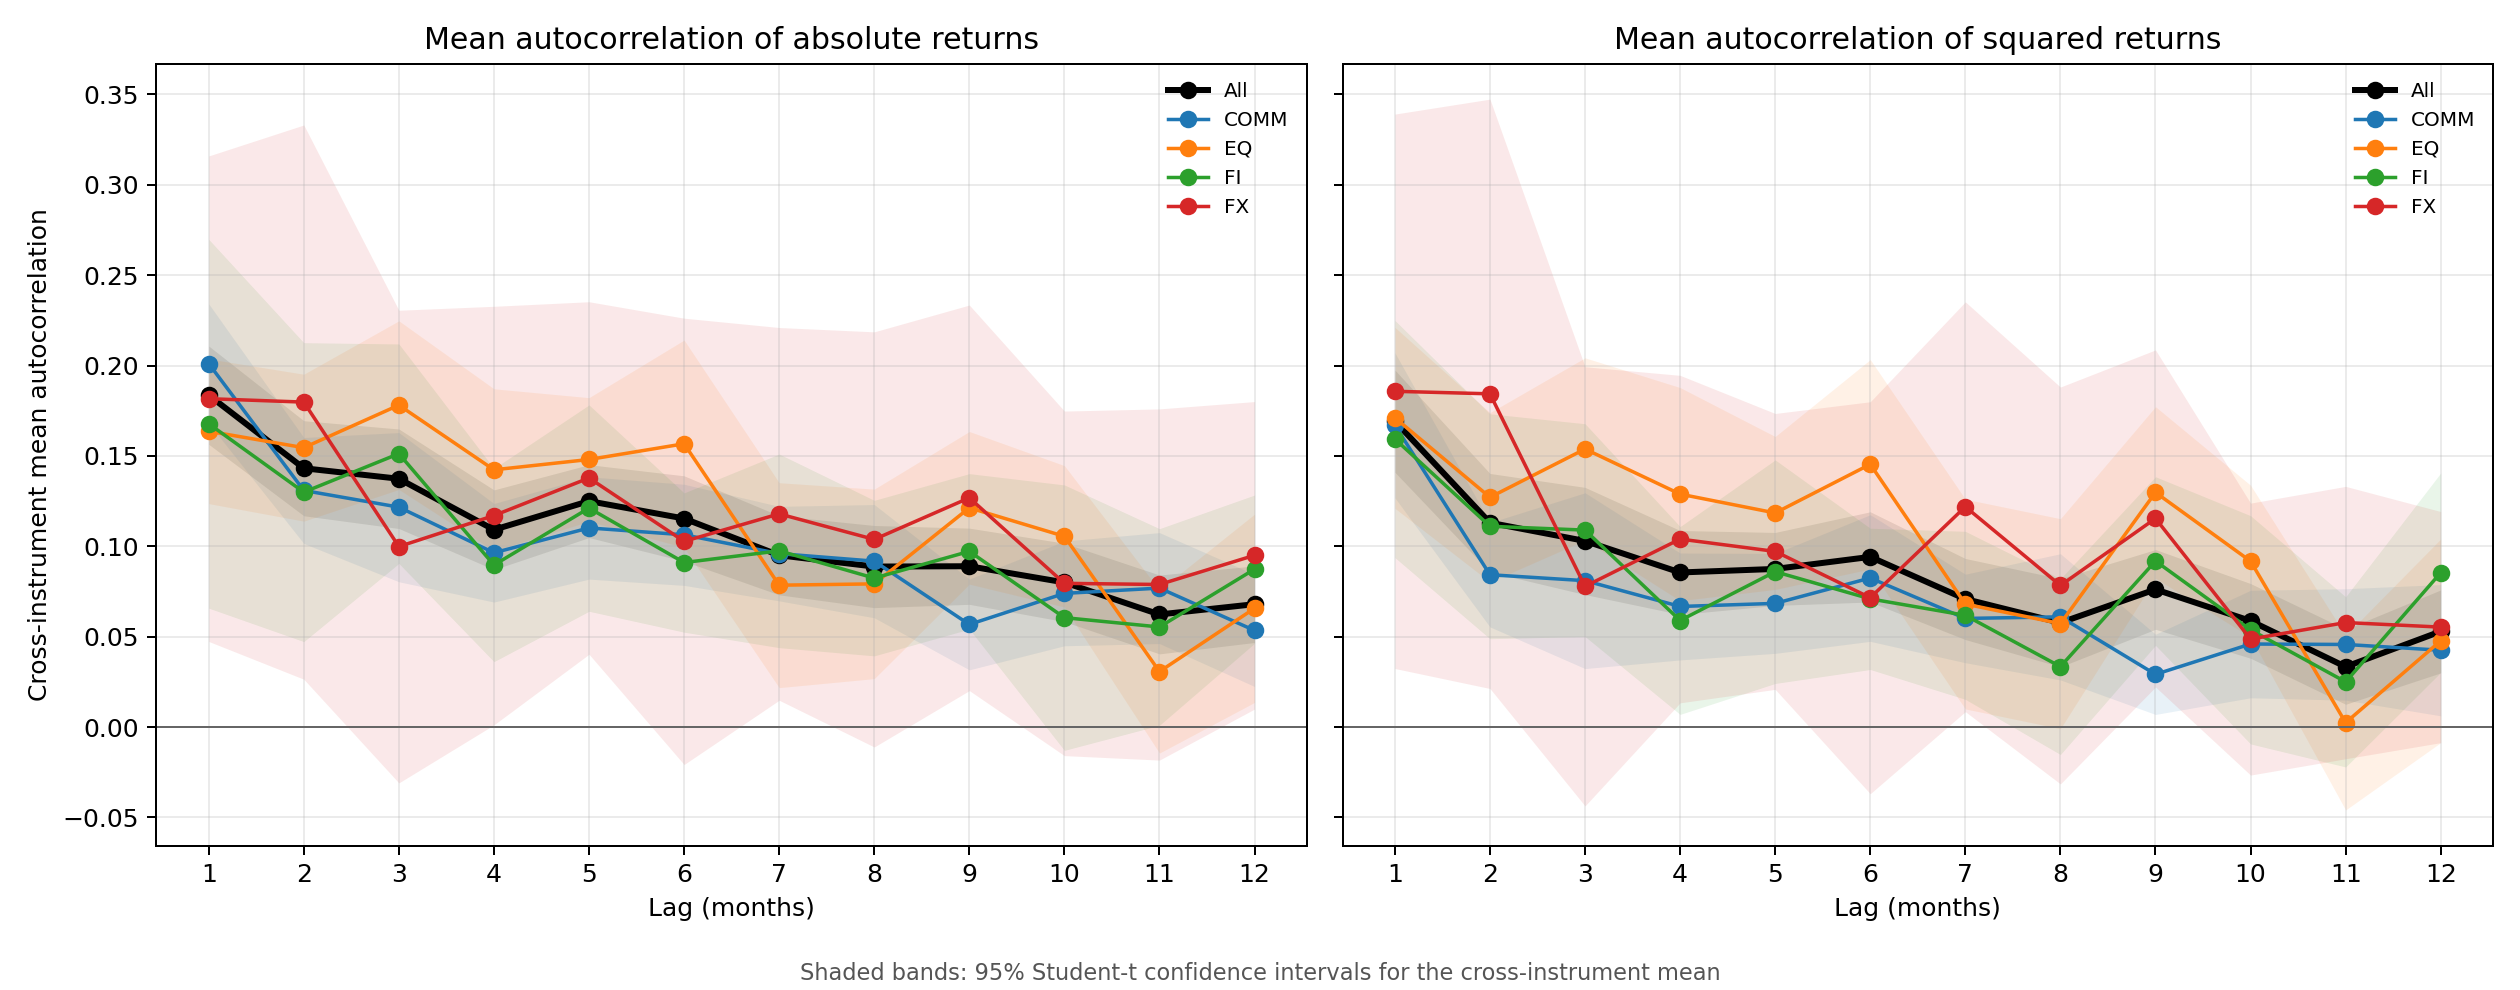 Mean autocorrelation of absolute returns
Cross-instrument mean autocorrelation
0.35
0.30
0.25
0.20
0.15
0.10
0.05
0.00
−0.05
All
COMM
EQ
FI
FX
1 2 3 4 5 6 7 8 9 10 11 12
Lag (months)
Mean autocorrelation of squared returns
All
COMM
EQ
FI
FX
1 2 3 4 5 6 7 8 9 10 11 12
Lag (months)
Shaded bands: 95% Student-t confidence intervals for the cross-instrument mean